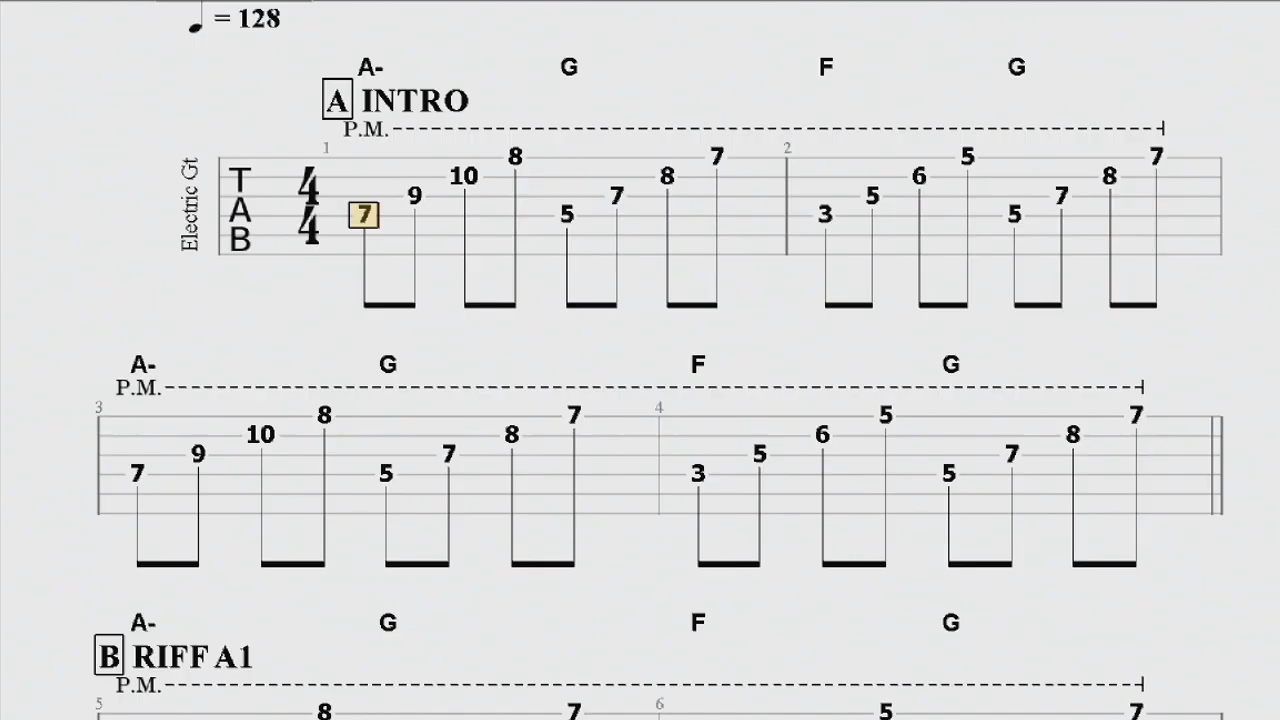 = 128
A- G F G
A INTRO
P.M.
1 2
8 7 5 7
10 8 6 8
9 7 5 7
7 5 3 5
T
A
B
4
4
Electric Gt
A- G F G
P.M.
3 4
8 7 5 7
10 8 6 8
9 7 5 7
7 5 3 5
A- G F G
B RIFF A1
P.M.
5 6
8 7 5 7